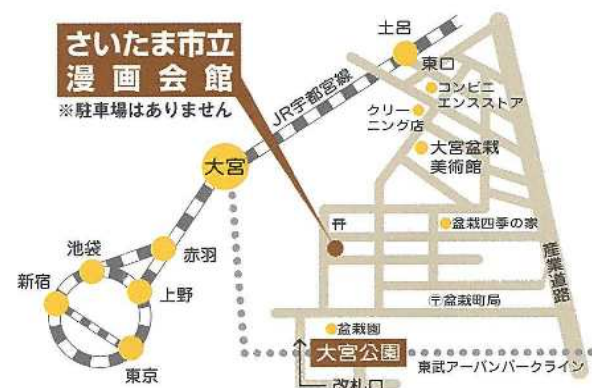 さいたま市立
漫画会館
※駐車場はありません
土呂
東口
JR宇都宮線
コンビニ
エンスストア
クリー
ニング店
大宮盆栽
美術館
大宮
盆栽四季の家
産業道路
池袋
赤羽
新宿
上野
東京
〒盆栽町局
盆栽園
大宮公園
東武アーバンパークライン
改札口